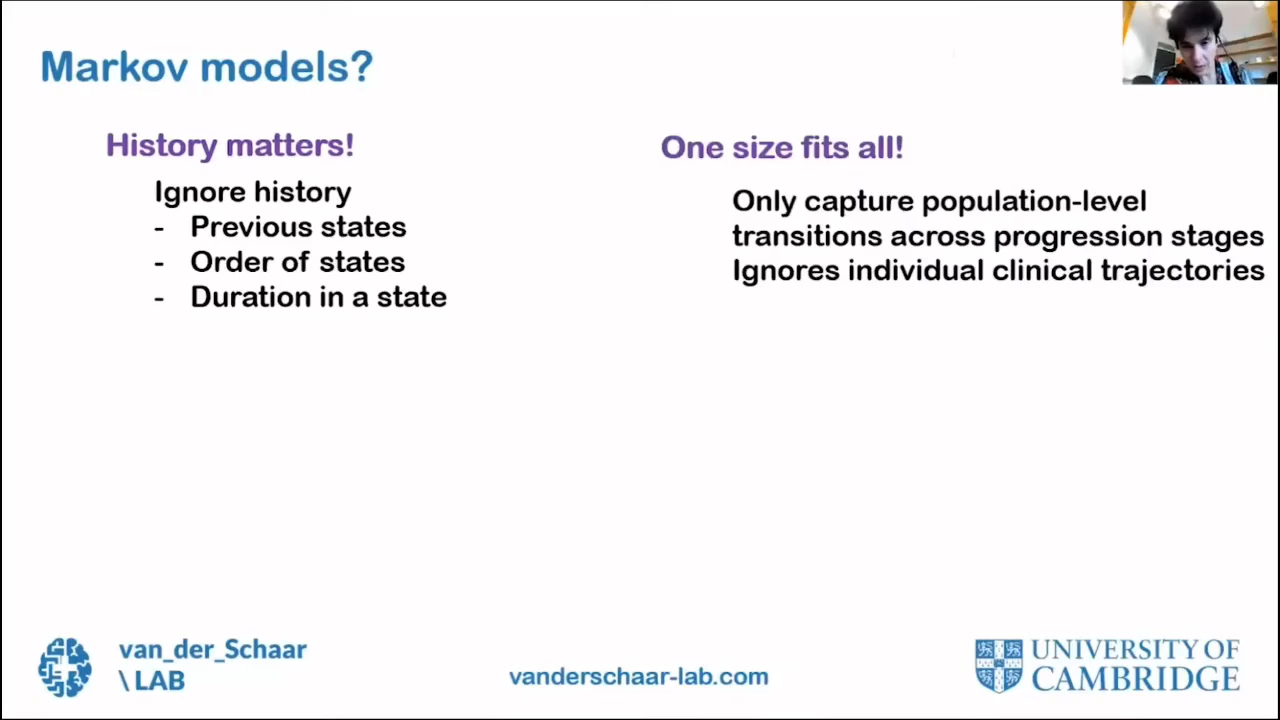 Markov models?
History matters!
Ignore history
- Previous states
- Order of states
- Duration in a state
One size fits all!
Only capture population-level
transitions across progression stages
Ignores individual clinical trajectories
van_der_Schaar
\ LAB
vanderschaar-lab.com
UNIVERSITY OF
CAMBRIDGE